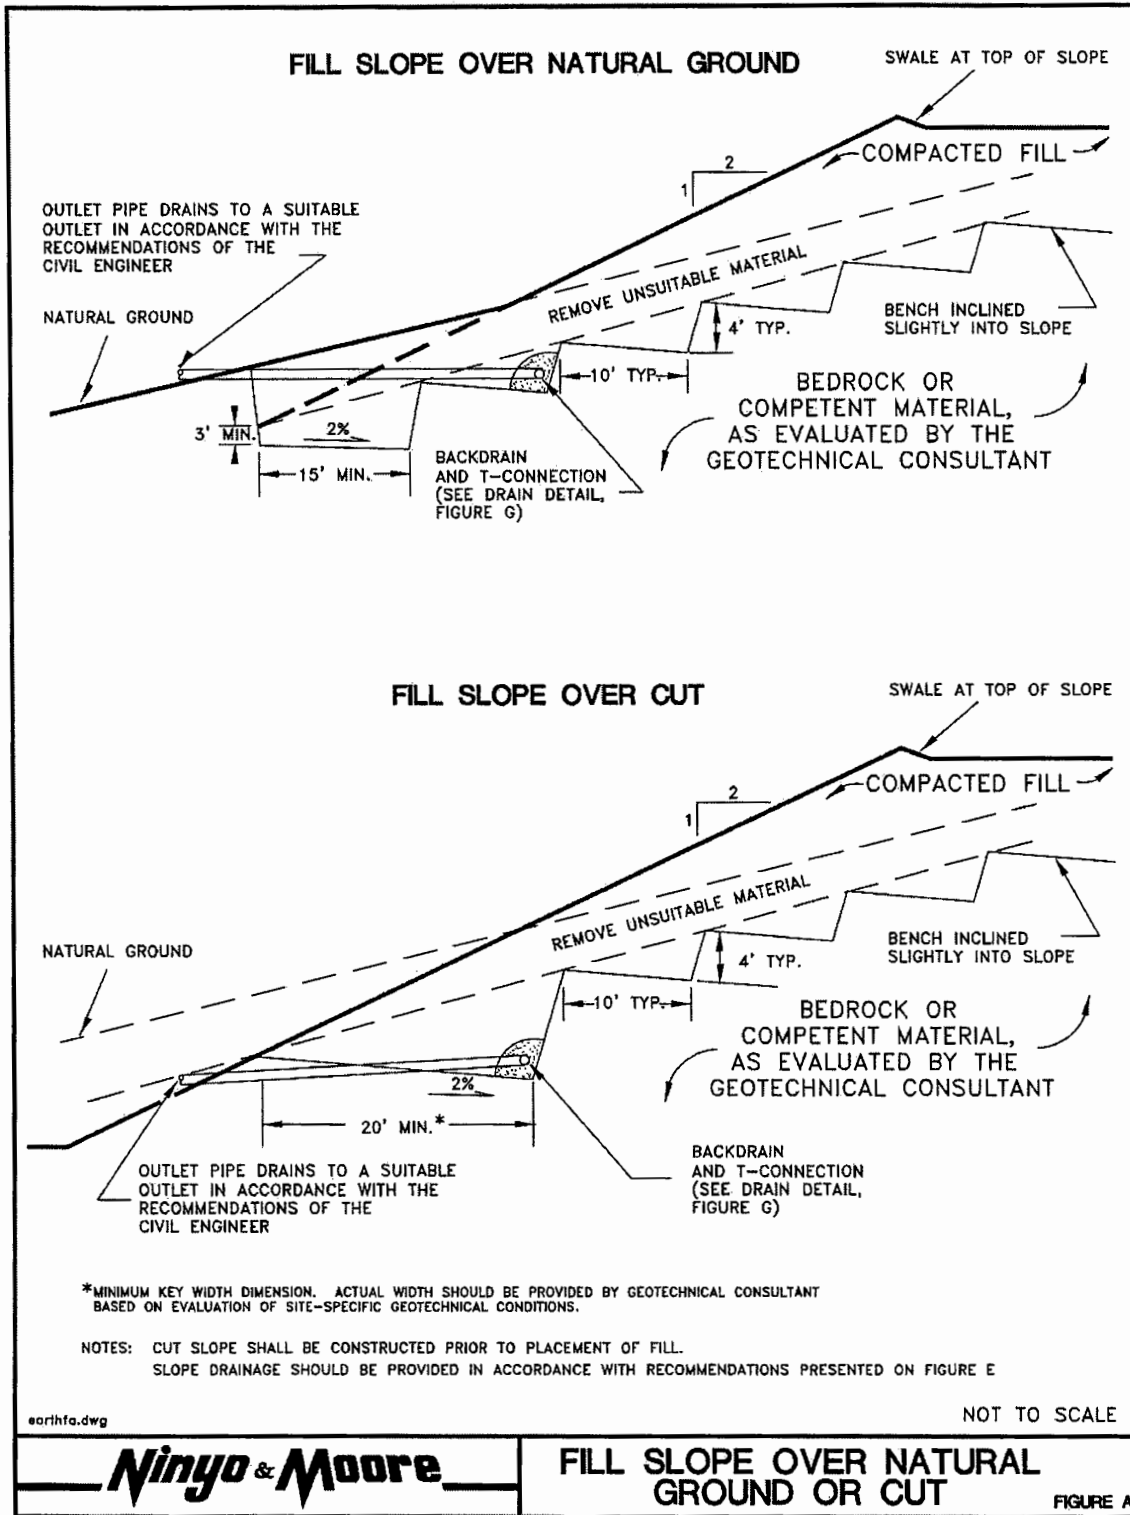 FILL SLOPE OVER NATURAL GROUND
SWALE AT TOP OF SLOPE
COMPACTED FILL
2
1
OUTLET PIPE DRAINS TO A SUITABLE
OUTLET IN ACCORDANCE WITH THE
RECOMMENDATIONS OF THE
CIVIL ENGINEER
REMOVE UNSUITABLE MATERIAL
NATURAL GROUND
4' TYP.
BENCH INCLINED
SLIGHTLY INTO SLOPE
10' TYP.
BEDROCK OR
COMPETENT MATERIAL,
AS EVALUATED BY THE
GEOTECHNICAL CONSULTANT
3' MIN.
2%
15' MIN.
BACKDRAIN
AND T-CONNECTION
(SEE DRAIN DETAIL,
FIGURE G)
FILL SLOPE OVER CUT
SWALE AT TOP OF SLOPE
COMPACTED FILL
2
1
REMOVE UNSUITABLE MATERIAL
NATURAL GROUND
4' TYP.
BENCH INCLINED
SLIGHTLY INTO SLOPE
10' TYP.
BEDROCK OR
COMPETENT MATERIAL,
AS EVALUATED BY THE
GEOTECHNICAL CONSULTANT
2%
20' MIN.*
OUTLET PIPE DRAINS TO A SUITABLE
OUTLET IN ACCORDANCE WITH THE
RECOMMENDATIONS OF THE
CIVIL ENGINEER
BACKDRAIN
AND T-CONNECTION
(SEE DRAIN DETAIL,
FIGURE G)
*MINIMUM KEY WIDTH DIMENSION. ACTUAL WIDTH SHOULD BE PROVIDED BY GEOTECHNICAL CONSULTANT
BASED ON EVALUATION OF SITE-SPECIFIC GEOTECHNICAL CONDITIONS.
NOTES: CUT SLOPE SHALL BE CONSTRUCTED PRIOR TO PLACEMENT OF FILL.
SLOPE DRAINAGE SHOULD BE PROVIDED IN ACCORDANCE WITH RECOMMENDATIONS PRESENTED ON FIGURE E
earthfa.dwg
NOT TO SCALE
Ninyo & Moore
FILL SLOPE OVER NATURAL
GROUND OR CUT
FIGURE A